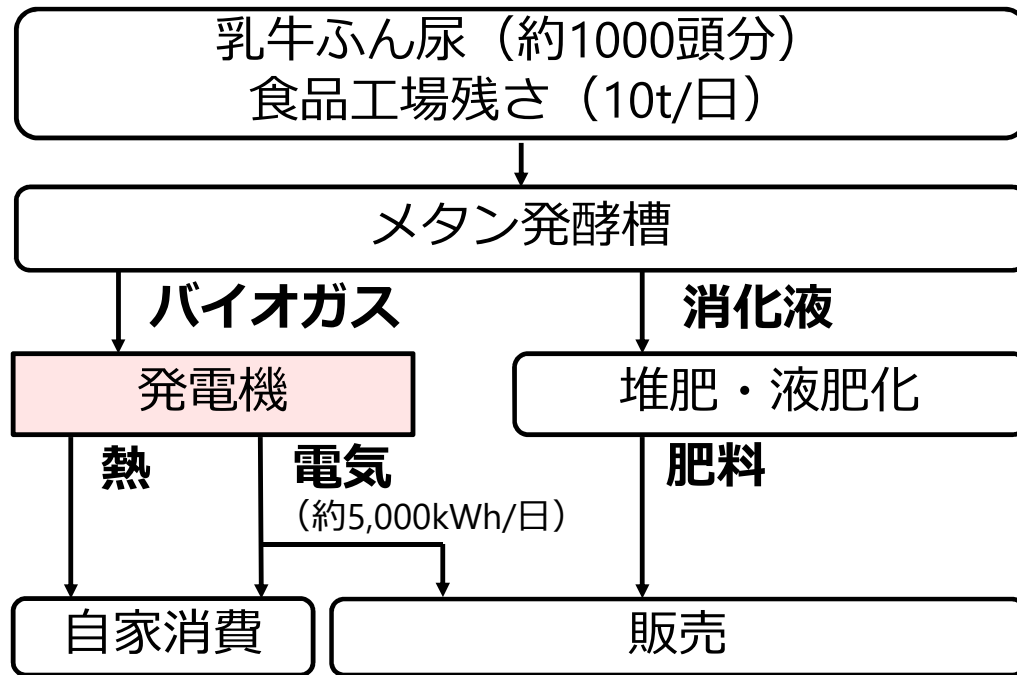 乳牛ふん尿（約1000頭分）
食品工場残さ（10t/日）
メタン発酵槽
バイオガス
消化液
発電機
堆肥・液肥化
熱
電気
（約5,000kWh/日）
肥料
自家消費
販売